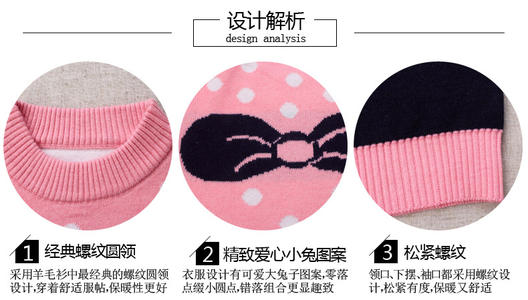 设计解析
design analysis
1 经典螺纹圆领
采用羊毛衫中最经典的螺纹圆领
设计,穿着舒适服帖,保暖性更好
2 精致爱心小兔图案
衣服设计有可爱大兔子图案,零落
点缀小圆点,错落组合更显趣致
3 松紧螺纹
领口、下摆、袖口都采用螺纹设
计,松紧有度,保暖又舒适